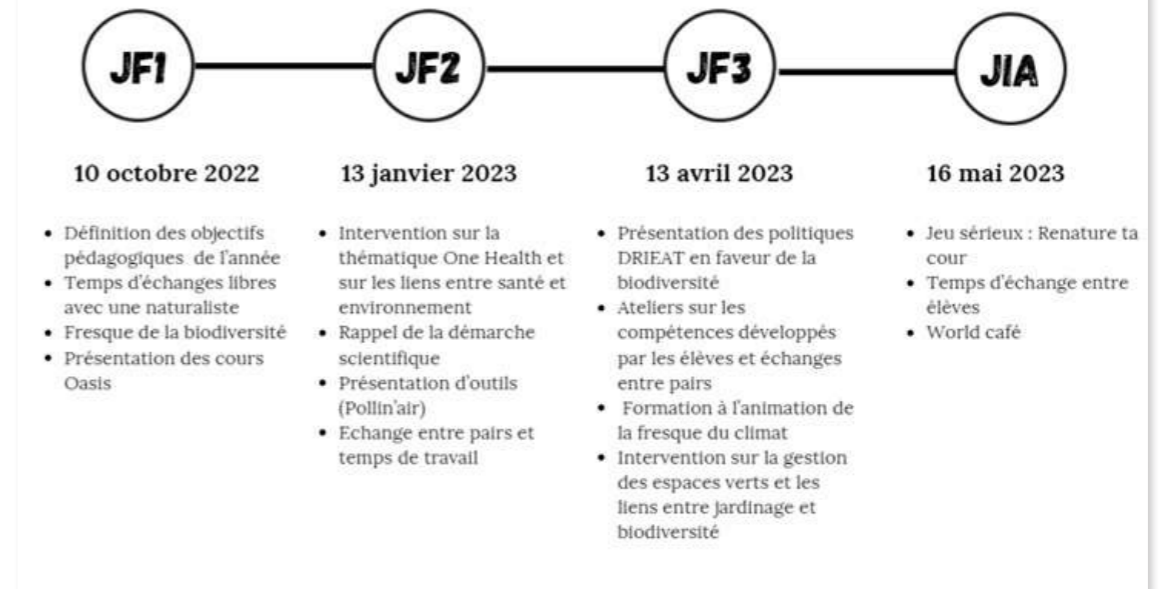 JF1
JF2
JF3
JIA
10 octobre 2022
Définition des objectifs
pédagogiques de l'année
Temps d'échanges libres
avec une naturaliste
Fresque de la biodiversité
Présentation des cours
Oasis
13 janvier 2023
Intervention sur la
thématique One Health et
sur les liens entre santé et
environnement
Rappel de la démarche
scientifique
Présentation d'outils
(Pollin'air)
Echange entre pairs et
temps de travail
13 avril 2023
Présentation des politiques
DRIEAT en faveur de la
biodiversité
Ateliers sur les
compétences développés
par les élèves et échanges
entre pairs
Formation à l'animation de
la fresque du climat
Intervention sur la gestion
des espaces verts et les
liens entre jardinage et
biodiversité
16 mai 2023
Jeu sérieux : Renature ta
cour
Temps d'échange entre
élèves
World café